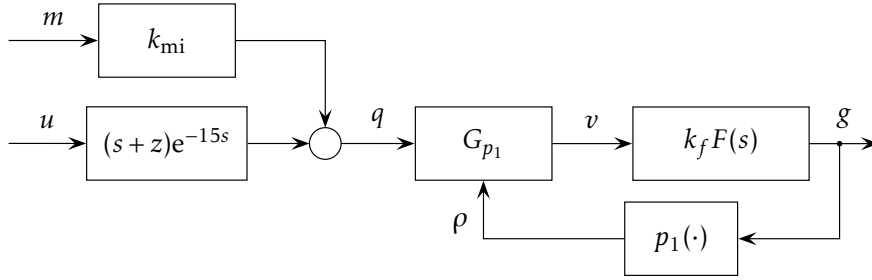 m
k_mi
u
(s + z)e^{−15s}
q
G_{p_1}
v
k_f F(s)
g
ρ
p_1(·)